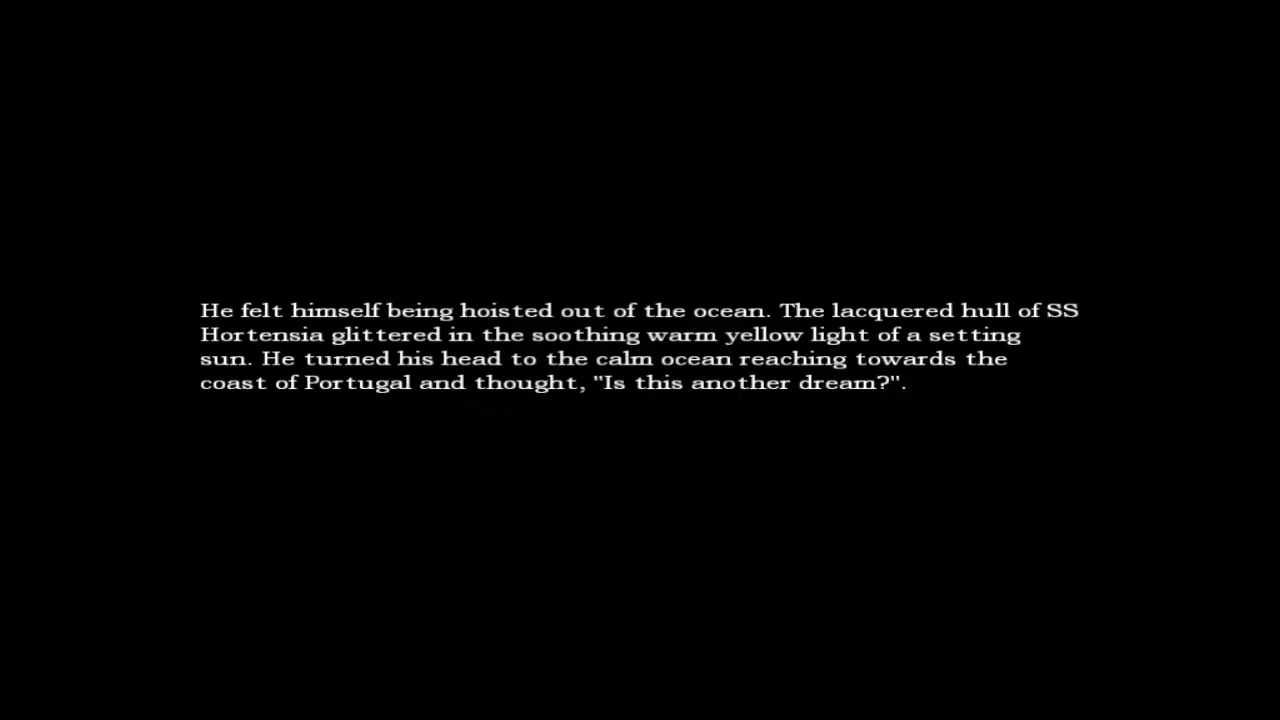 He felt himself being hoisted out of the ocean. The lacquered hull of SS
Hortensia glittered in the soothing warm yellow light of a setting
sun. He turned his head to the calm ocean reaching towards the
coast of Portugal and thought, "Is this another dream?".